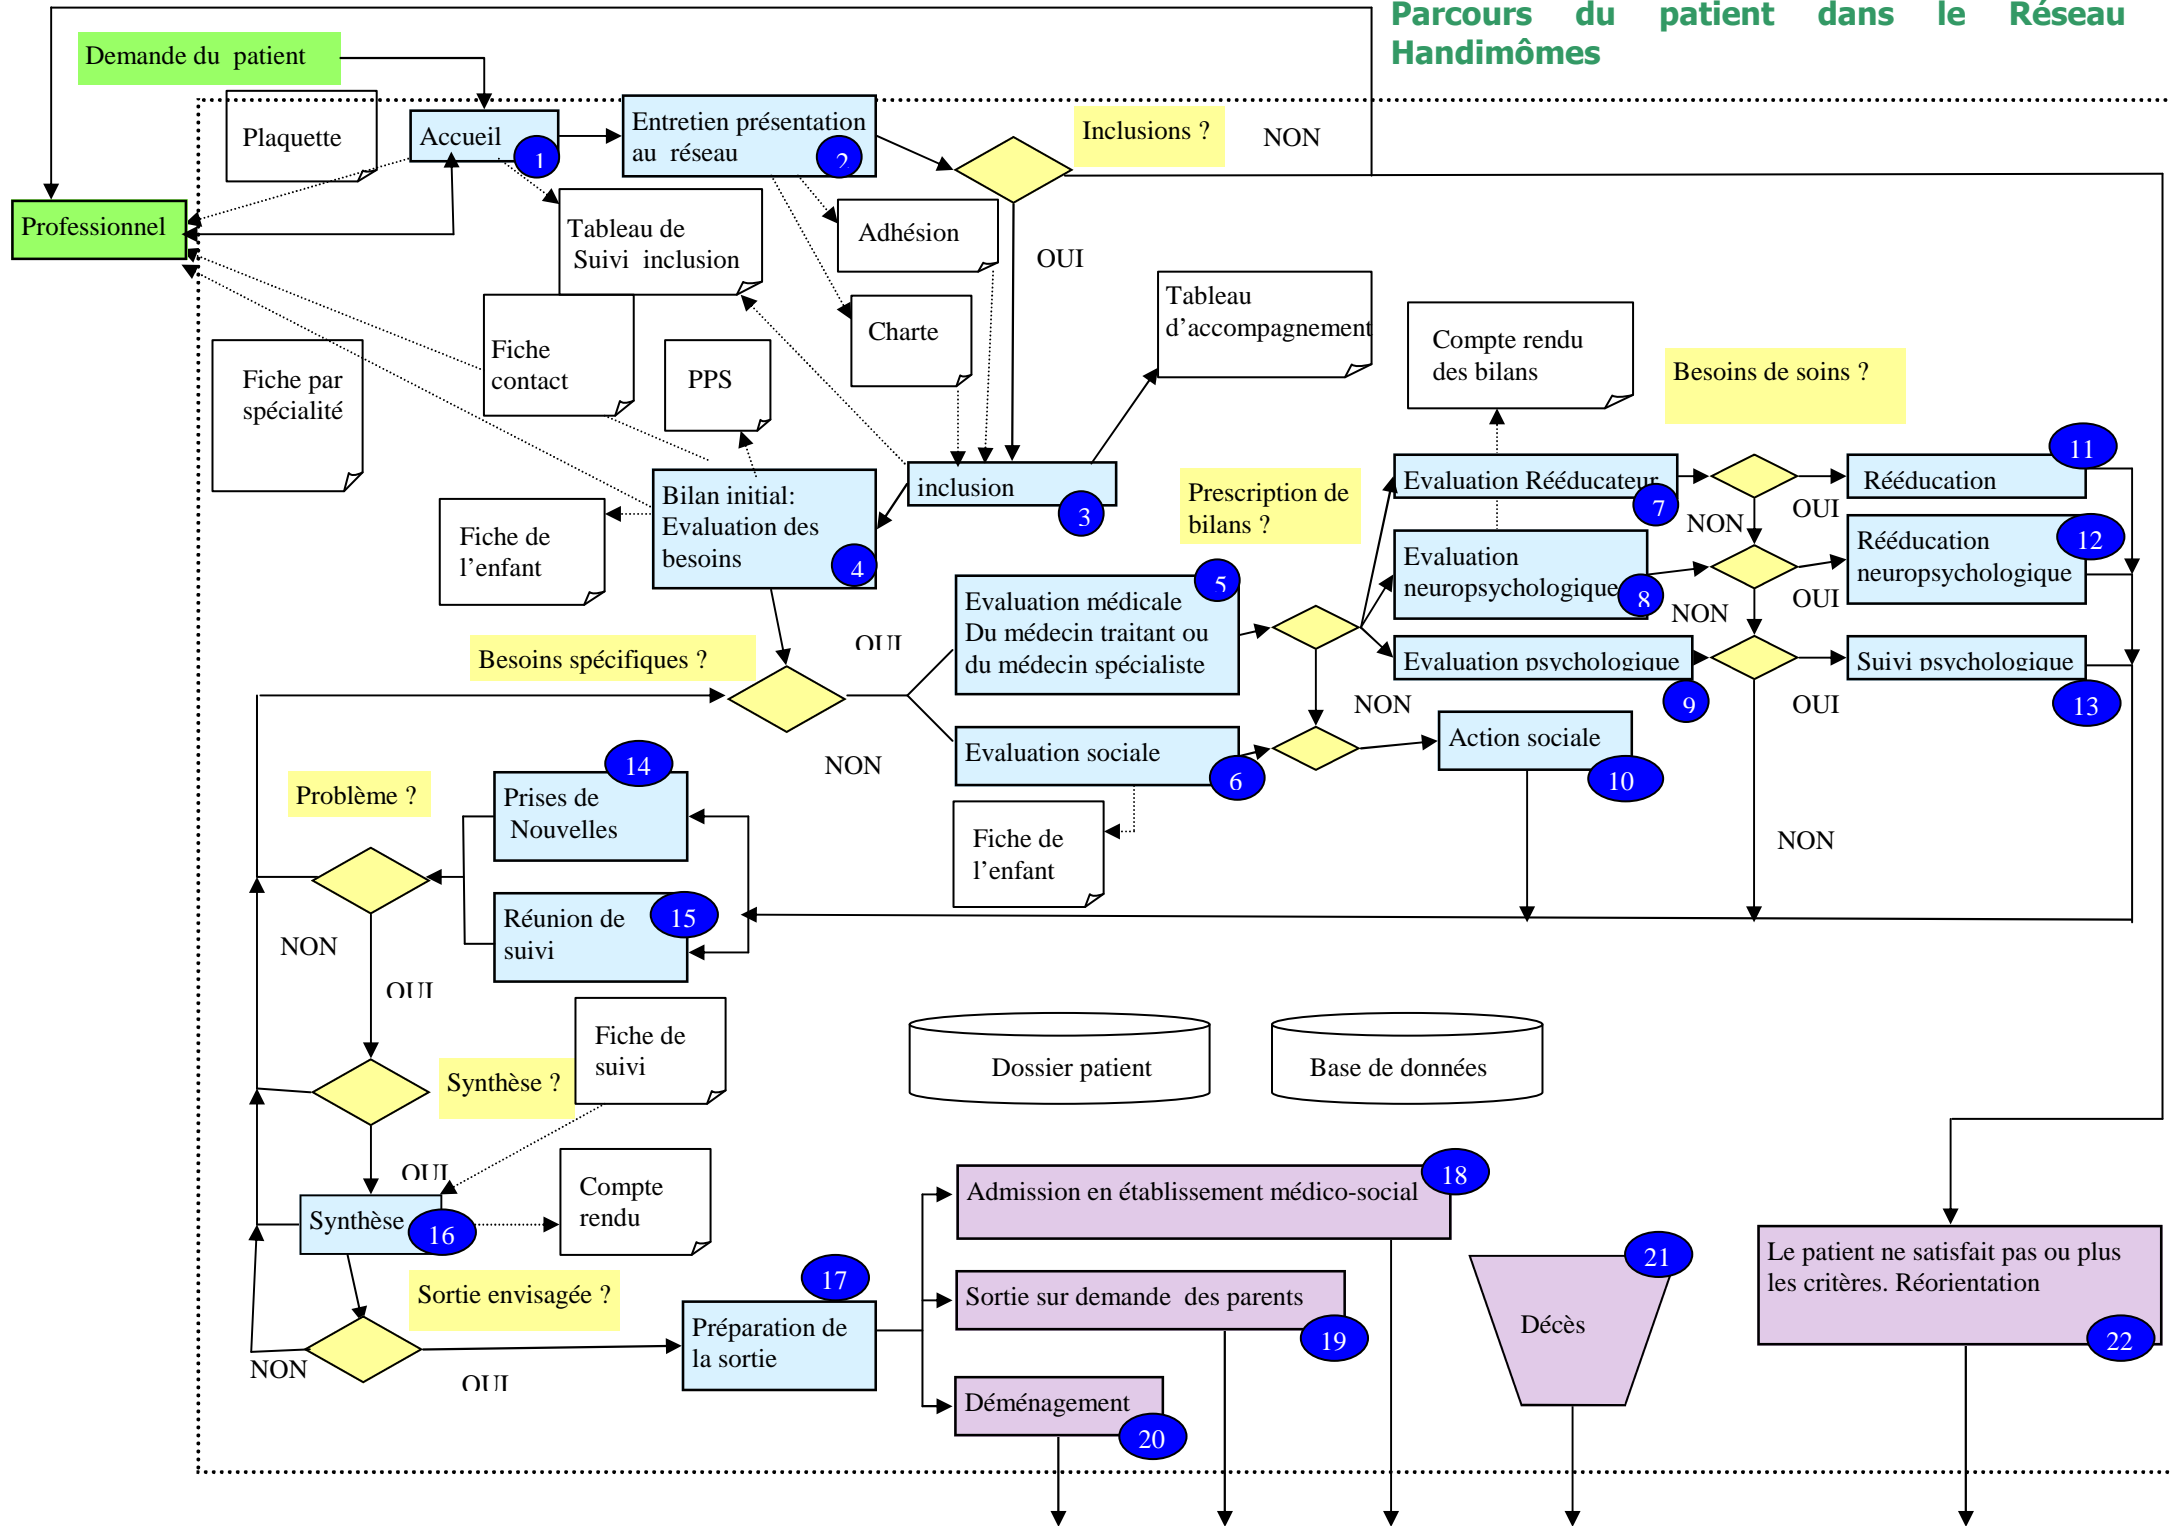 Parcours du patient dans le Réseau
Handimômes
Demande du patient
Plaquette
Accueil
1
Entretien présentation
au réseau
2
Inclusions ?
NON
Professionnel
Tableau de
Suivi inclusion
Adhésion
OUI
Tableau
d'accompagnement
Charte
Fiche
contact
PPS
Fiche par
spécialité
Compte rendu
des bilans
Besoins de soins ?
inclusion
3
Bilan initial:
Evaluation des
besoins
4
Fiche de
l'enfant
Prescription de
bilans ?
Evaluation Rééducateur
7
NON
OUI
Rééducation
11
Evaluation
neuropsychologique
8
NON
OUI
Rééducation
neuropsychologique
12
Evaluation médicale
Du médecin traitant ou
du médecin spécialiste
5
Besoins spécifiques ?
OUI
Evaluation psychologique
9
Suivi psychologique
13
OUI
NON
NON
Evaluation sociale
6
Action sociale
10
NON
Fiche de
l'enfant
Problème ?
Prises de
Nouvelles
14
Réunion de
suivi
15
NON
OUI
Fiche de
suivi
Synthèse ?
Dossier patient
Base de données
OUI
Synthèse
16
Compte
rendu
Sortie envisagée ?
NON
OUI
Préparation de
la sortie
17
Admission en établissement médico-social
18
Sortie sur demande des parents
19
Déménagement
20
Décès
21
Le patient ne satisfait pas ou plus
les critères. Réorientation
22